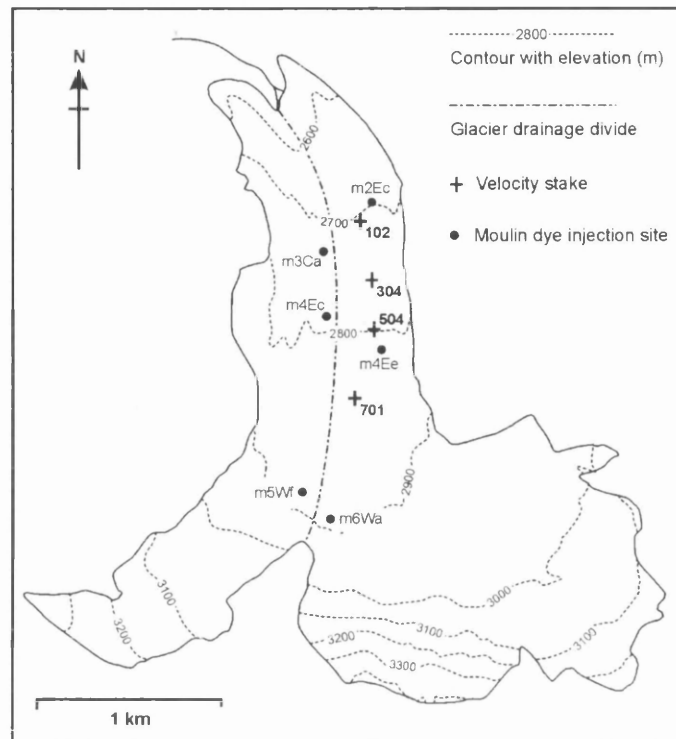 N
2800
Contour with elevation (m)
Glacier drainage divide
Velocity stake
Moulin dye injection site
2600
m2Ec
2700
102
m3Ca
304
m4Ec
504
2800
m4Ee
701
m5Wf
2900
m6Wa
3000
3100
3200
3100
3200
3300
3100
1 km